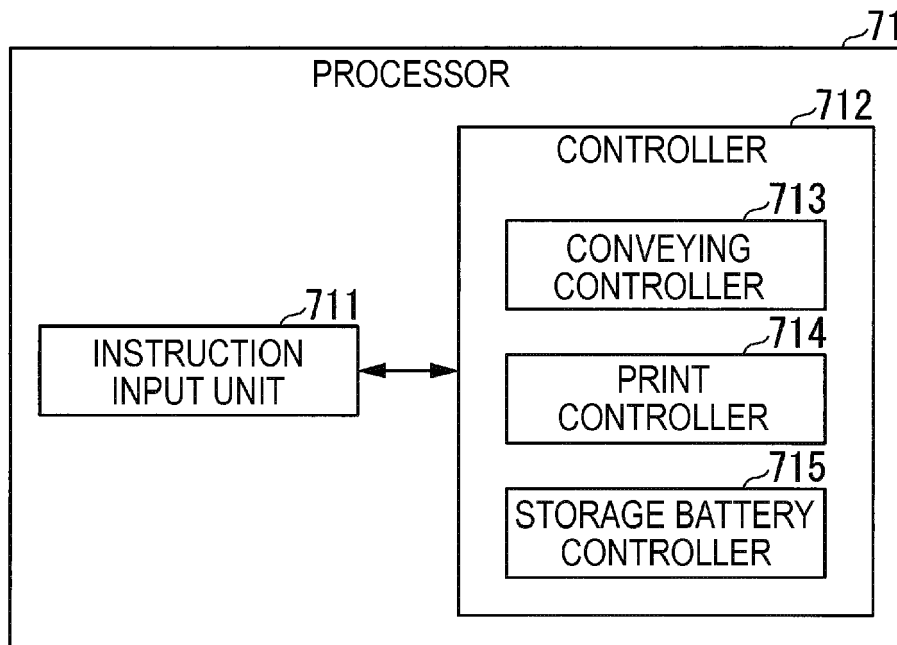 71
PROCESSOR
712
CONTROLLER
713
CONVEYING
CONTROLLER
711
INSTRUCTION
INPUT UNIT
714
PRINT
CONTROLLER
715
STORAGE BATTERY
CONTROLLER